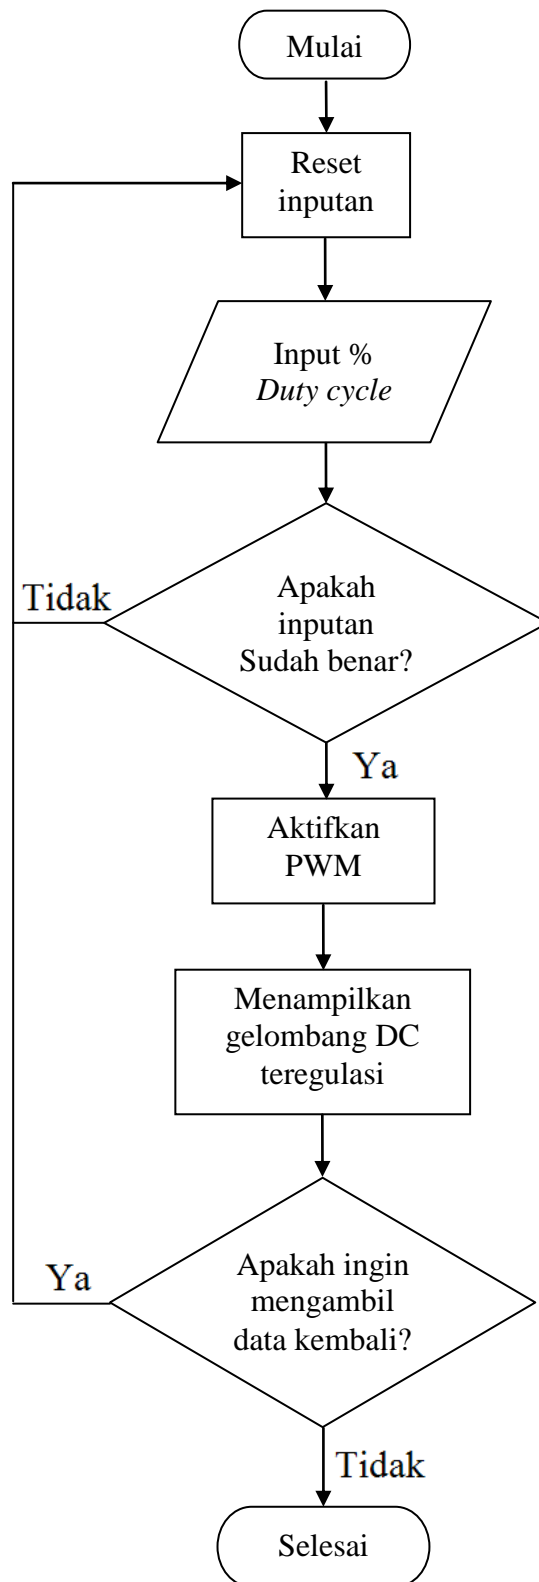 Mulai
Reset
inputan
Input %
Duty cycle
Tidak
Apakah
inputan
Sudah benar?
Ya
Aktifkan
PWM
Menampilkan
gelombang DC
teregulasi
Ya
Apakah ingin
mengambil
data kembali?
Tidak
Selesai